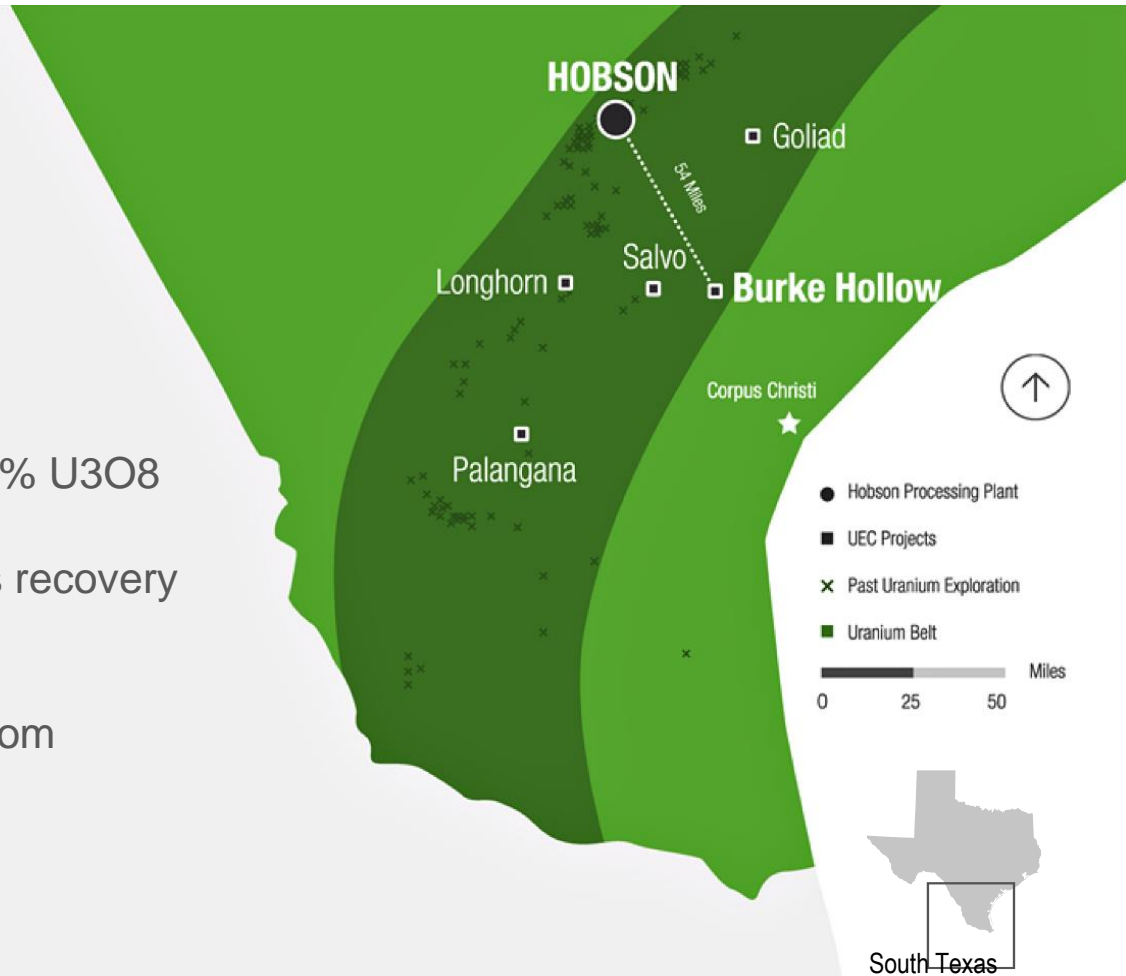 HOBSON
Goliad
54 Miles
Salvo
Longhorn
Burke Hollow
Corpus Christi
Palangana
% U3O8
recovery
om
Hobson Processing Plant
UEC Projects
Past Uranium Exploration
Uranium Belt
Miles
0 25 50
South Texas